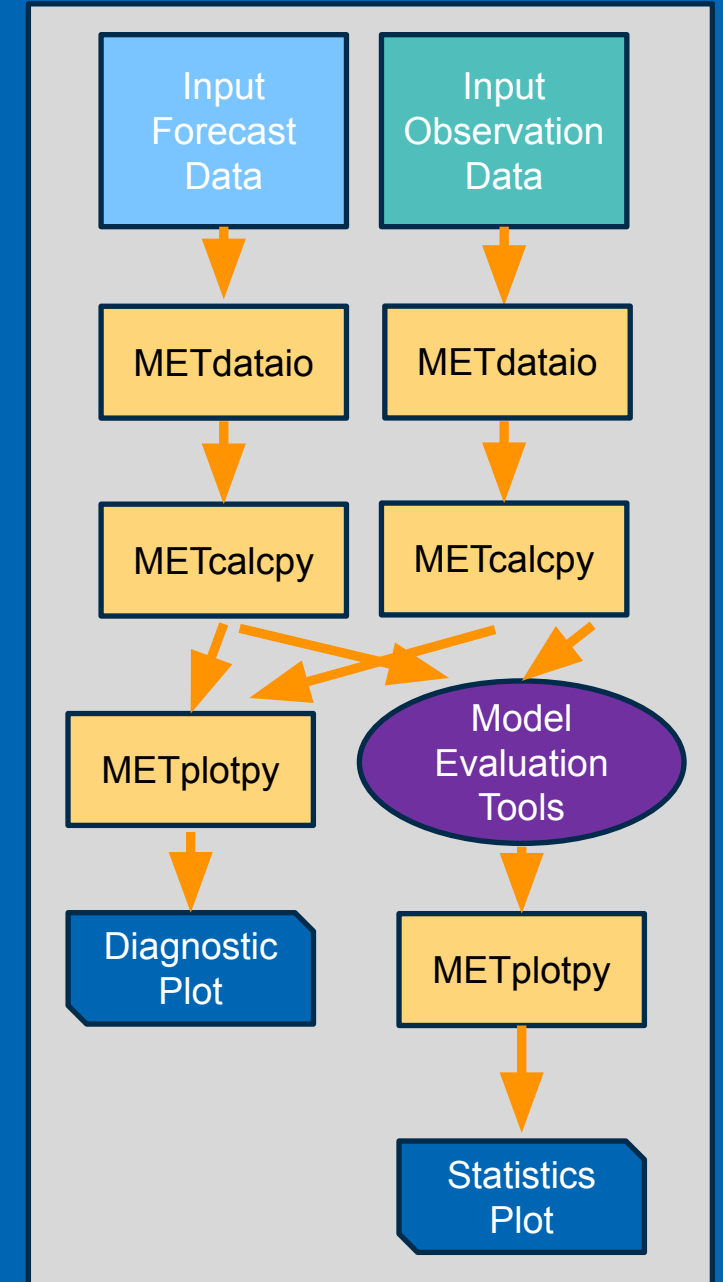 Input
Forecast
Data
Input
Observation
Data
METdataio
METdataio
METcalcpy
METcalcpy
METplotpy
Model
Evaluation
Tools
Diagnostic
Plot
METplotpy
Statistics
Plot